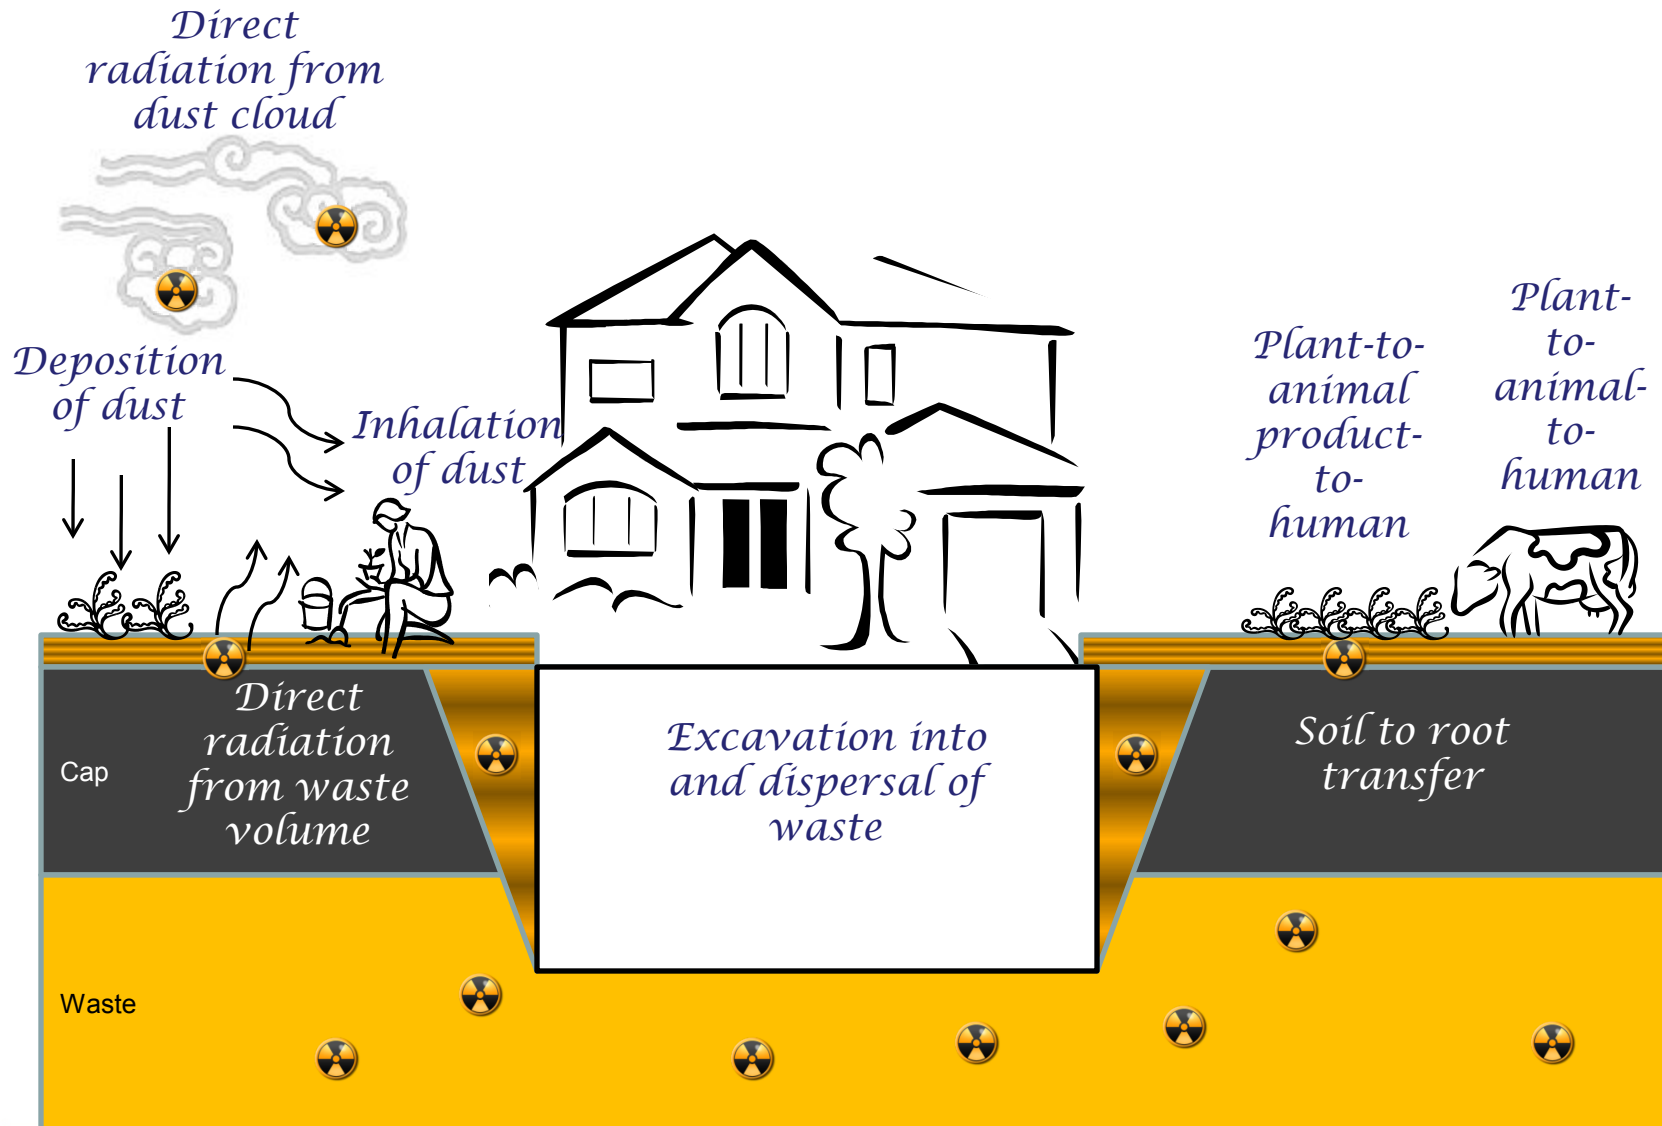 Direct
radiation from
dust cloud
Deposition
of dust
Inhalation
of dust
Plant-to-
animal
product-
to-
human
Plant-
to-
animal-
to-
human
Cap
Direct
radiation
from waste
volume
Excavation into
and dispersal of
waste
Soil to root
transfer
Waste